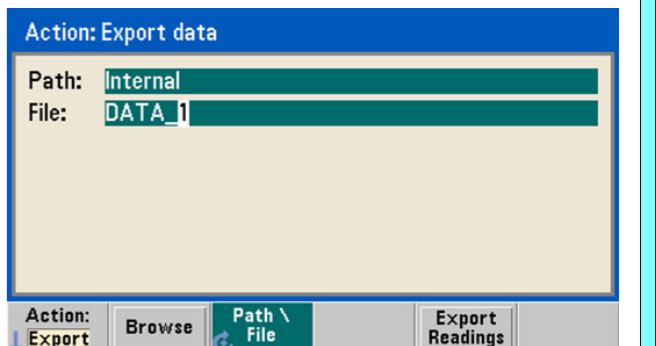 Action: Export data
Path: Internal
File: DATA_1
Action:
Export
Browse
Path \
File
Export
Readings